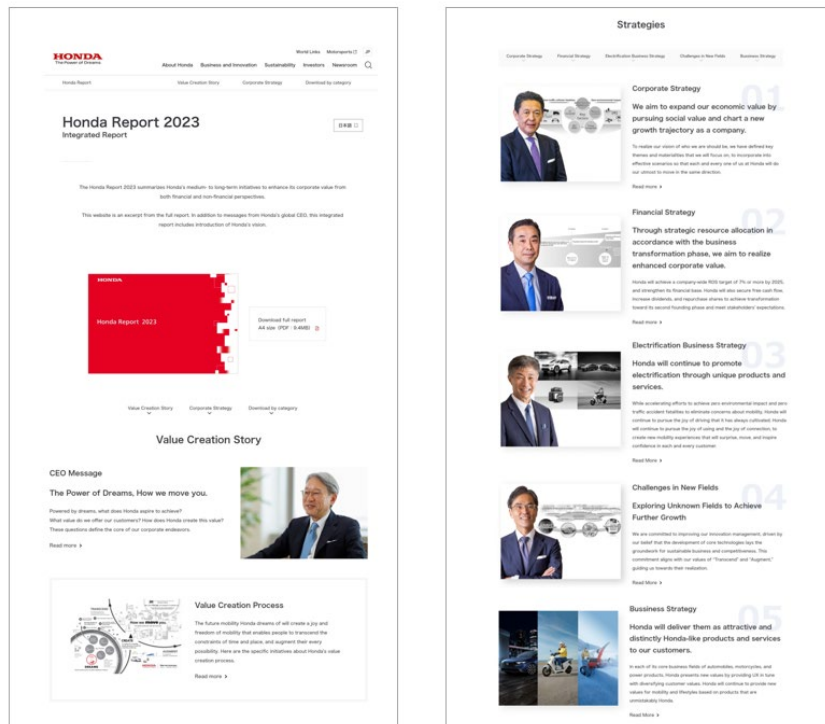 World Links
Motorsports
JP
HONDA
The Power of Dreams
About Honda
Business and Innovation
Sustainability
Investors
Newsroom
Honda Report
Value Creation Story
Corporate Strategy
Download by category
Honda Report 2023
Integrated Report
日本語
The Honda Report 2023 summarizes Honda's medium- to long-term initiatives to enhance its corporate value from
both financial and non-financial perspectives.
This website is an excerpt from the full report. In addition to messages from Honda's global CEO, this integrated
report includes introduction of Honda's vision.
HONDA
Honda Report 2023
Download full report
A4 size (PDF : 9.4MB)
Value Creation Story
Corporate Strategy
Download by category
Value Creation Story
CEO Message
The Power of Dreams, How we move you.
Powered by dreams, what does Honda aspire to achieve?
What value do we offer our customers? How does Honda create this value?
These questions define the core of our corporate endeavors.
Read more
Value Creation Process
The future mobility Honda dreams of will create a joy and
freedom of mobility that enables people to transcend the
constraints of time and place, and augment their every
possibility. Here are the specific initiatives about Honda's value
creation process.
Read more
Strategies
Corporate Strategy
Financial Strategy
Electrification Business Strategy
Challenges in New Fields
Business Strategy
01
Corporate Strategy
We aim to expand our economic value by
pursuing social value and chart a new
growth trajectory as a company.
To realize our vision of who we are should be, we have defined key
themes and materialities that we will focus on, to incorporate into
effective scenarios so that each and every one of us at Honda will do
our utmost to move in the same direction.
Read more
02
Financial Strategy
Through strategic resource allocation in
accordance with the business
transformation phase, we aim to realize
enhanced corporate value.
Honda will achieve a company-wide ROS target of 7% or more by 2025,
and strengthen its financial base. Honda will also secure free cash flow,
increase dividends, and repurchase shares to achieve transformation
toward its second founding phase and meet stakeholders' expectations.
Read more
03
Electrification Business Strategy
Honda will continue to promote
electrification through unique products and
services.
While accelerating efforts to achieve zero environmental impact and zero
traffic accident fatalities to eliminate concerns about mobility, Honda will
continue to pursue the joy of driving that it has always cultivated. Honda
will continue to pursue the joy of using and the joy of connection, to
create new mobility experiences that will surprise, move, and inspire
confidence in each and every customer
Read More
04
Challenges in New Fields
Exploring Unknown Fields to Achieve
Further Growth
We are committed to improving our innovation management, driven by
our belief that the development of core technologies lays the
groundwork for sustainable business and competitiveness. This
commitment aligns with our values of "Transcend" and "Augment,"
guiding us towards their realization.
Read More
05
Bussiness Strategy
Honda will deliver them as attractive and
distinctly Honda-like products and services
to our customers.
In each of its core business fields of automobiles, motorcycles, and
power products, Honda presents new values by providing UX in tune
with diversifying customer values. Honda will continue to provide new
values for mobility and lifestyles based on products that are
unmistakably Honda.
Read More